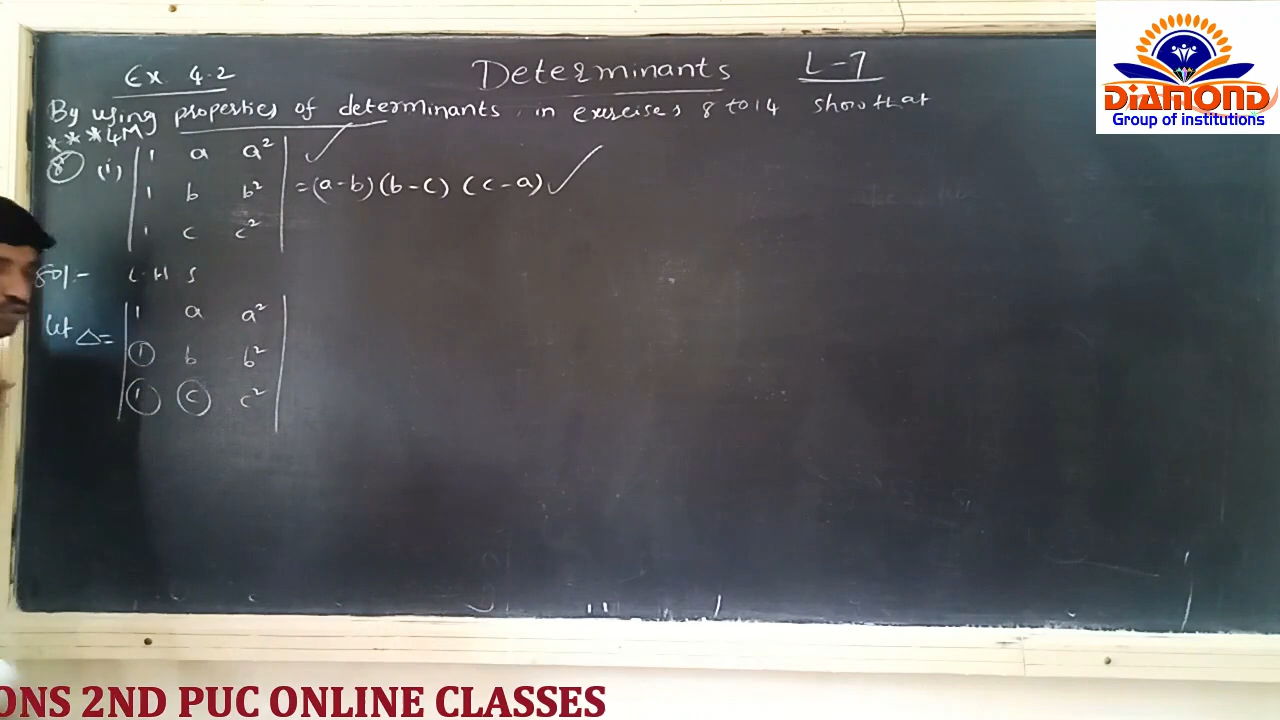 Ex 4.2 Determinants L-7
By using properties of determinants, in exercises 8 to 14 show that
***4M
8 (i) | 1 a a² |
| 1 b b² | = (a-b)(b-c)(c-a)
| 1 c c² |
Sol:- L.H.S
let Δ= | 1 a a² |
| 1 b b² |
| 1 c c² |
DIAMOND
Group of institutions
ONS 2ND PUC ONLINE CLASSES